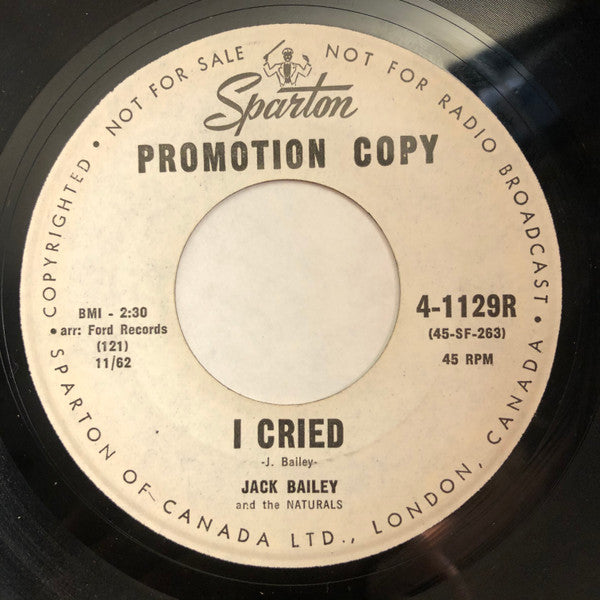 COPYRIGHTED • NOT FOR SALE NOT FOR RADIO BROADCAST •
Sparton
PROMOTION COPY
BMI - 2:30
• arr: Ford Records
(121)
11/62
4-1129R
(45-SF-263)
45 RPM
I CRIED
-J. Bailey-
JACK BAILEY
and the NATURALS
SPARTON OF CANADA LTD., LONDON, CANADA